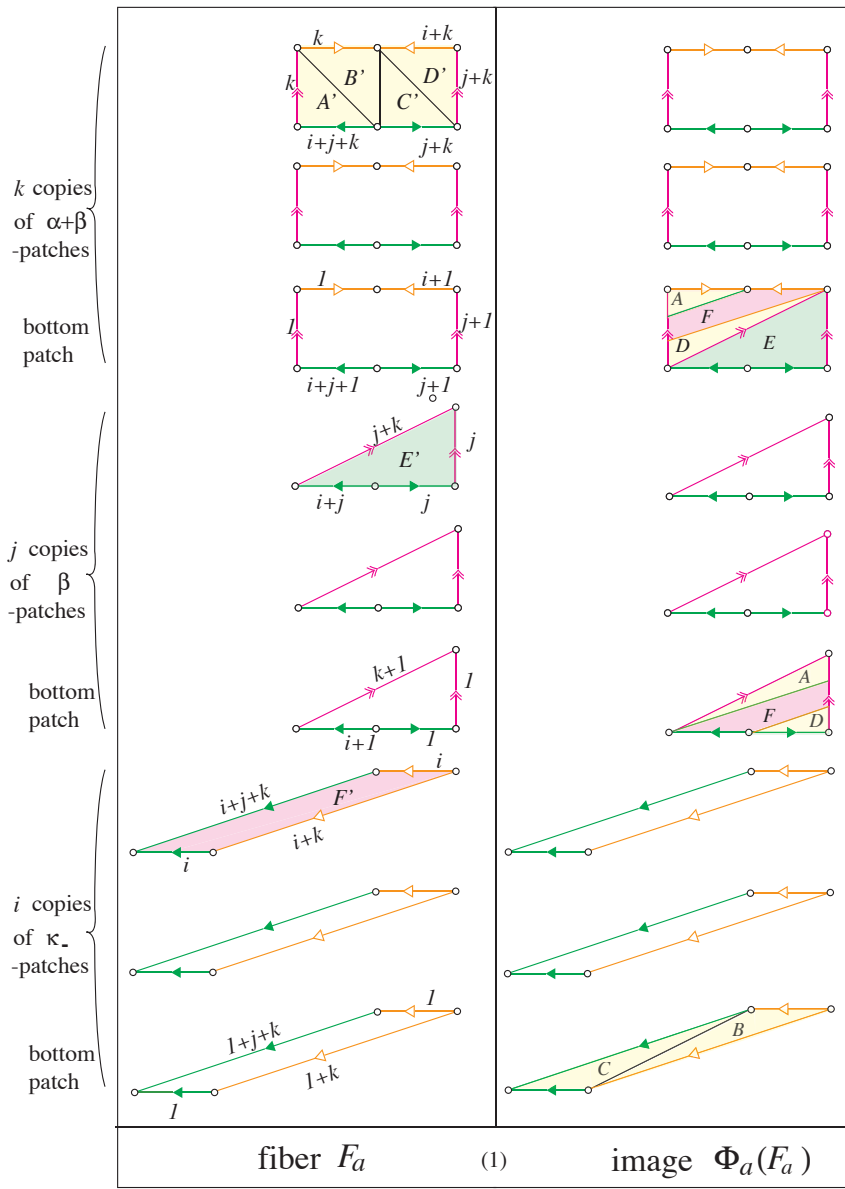 k i+k
k B' D' j+k
A' C'
i+j+k j+k
k copies
of α+β
-patches
1 i+1
1 j+1
i+j+1 j+1
bottom
patch
A
F
D E
j+k
j
E'
i+j j
j copies
of β
-patches
k+1
1
i+1 1
bottom
patch
A
F D
i
i+j+k F'
i+k
i
i copies
of κ-
-patches
1
1+j+k
1+k
1
bottom
patch
B
C
fiber Fa (1) image Φa(Fa)